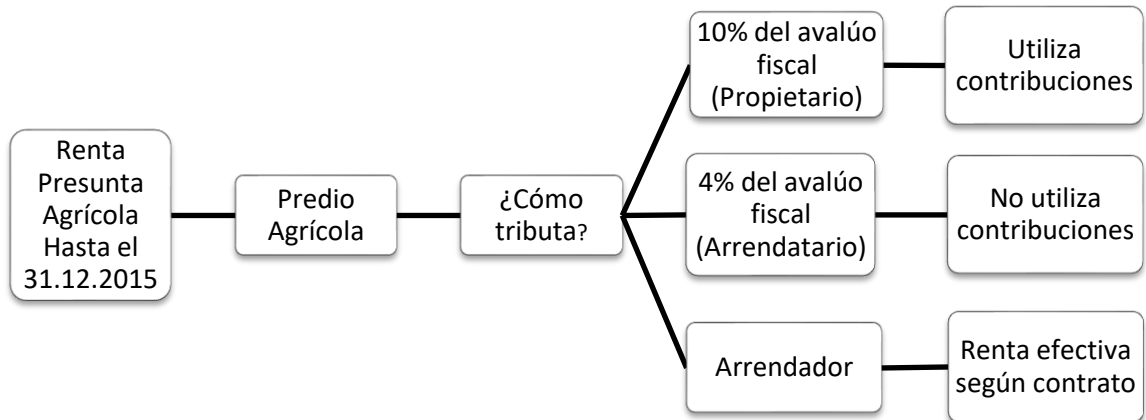 Renta
Presunta
Agrícola
Hasta el
31.12.2015
Predio
Agrícola
¿Cómo
tributa?
10% del avalúo
fiscal
(Propietario)
Utiliza
contribuciones
4% del avalúo
fiscal
(Arrendatario)
No utiliza
contribuciones
Arrendador
Renta efectiva
según contrato